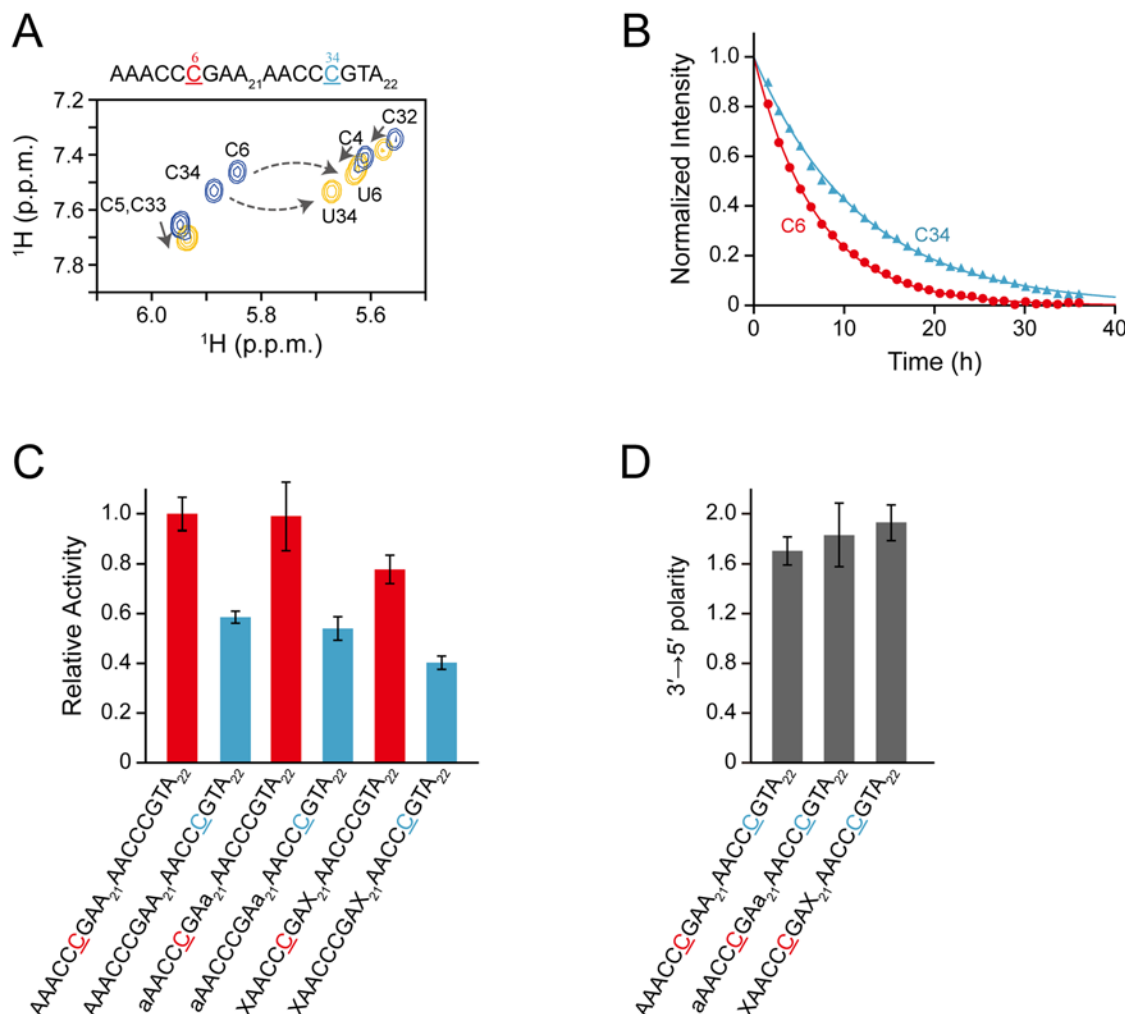 A
6 34
AAACCCGAA₂₁AACCCGTA₂₂
7.2
7.4
7.6
7.8
¹H (p.p.m.)
C32
C4
C6
C34
U6
C5,C33
U34
6.0 5.8 5.6
¹H (p.p.m.)
B
1.0
0.8
0.6
0.4
0.2
0
Normalized Intensity
C34
C6
0 10 20 30 40
Time (h)
C
1.0
0.8
0.6
0.4
0.2
0
Relative Activity
AAACCCGAA₂₁AACCCGTA₂₂
AAACCCGAA₂₁AACCCGTA₂₂
aAACCCGAa₂₁AACCCGTA₂₂
aAACCCGAa₂₁AACCCGTA₂₂
XAACCCGAX₂₁AACCCGTA₂₂
XAACCCGAX₂₁AACCCGTA₂₂
D
2.0
1.6
1.2
0.8
0.4
0
3′→5′ polarity
AAACCCGAA₂₁AACCCGTA₂₂
aAACCCGAa₂₁AACCCGTA₂₂
XAACCCGAX₂₁AACCCGTA₂₂